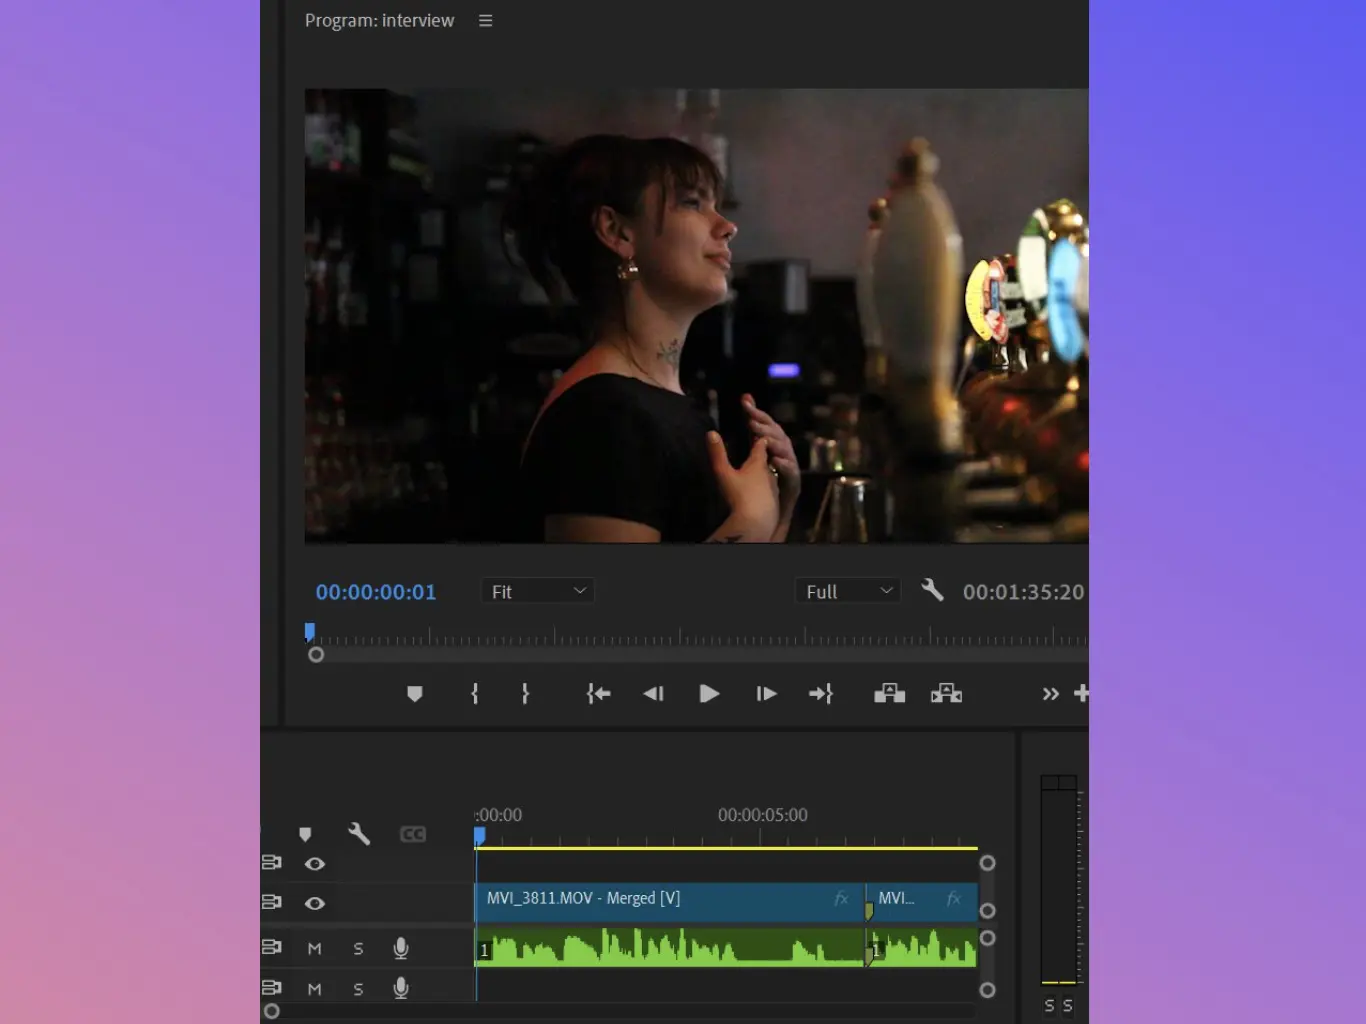 Program: interview
00:00:00:01
Fit
Full
00:01:35:20
:00:00
00:00:05:00
CC
MVI_3811.MOV - Merged [V]
fx
MVI...
fx
M
S
1
1
M
S
S
S